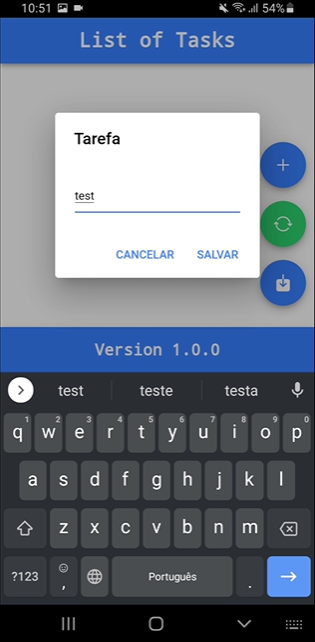 10:51 54%
List of Tasks
Tarefa
test
CANCELAR SALVAR
Version 1.0.0
test teste testa
1 2 3 4 5 6 7 8 9 0
q w e r t y u i o p
a s d f g h j k l
z x c v b n m
?123 , Português .